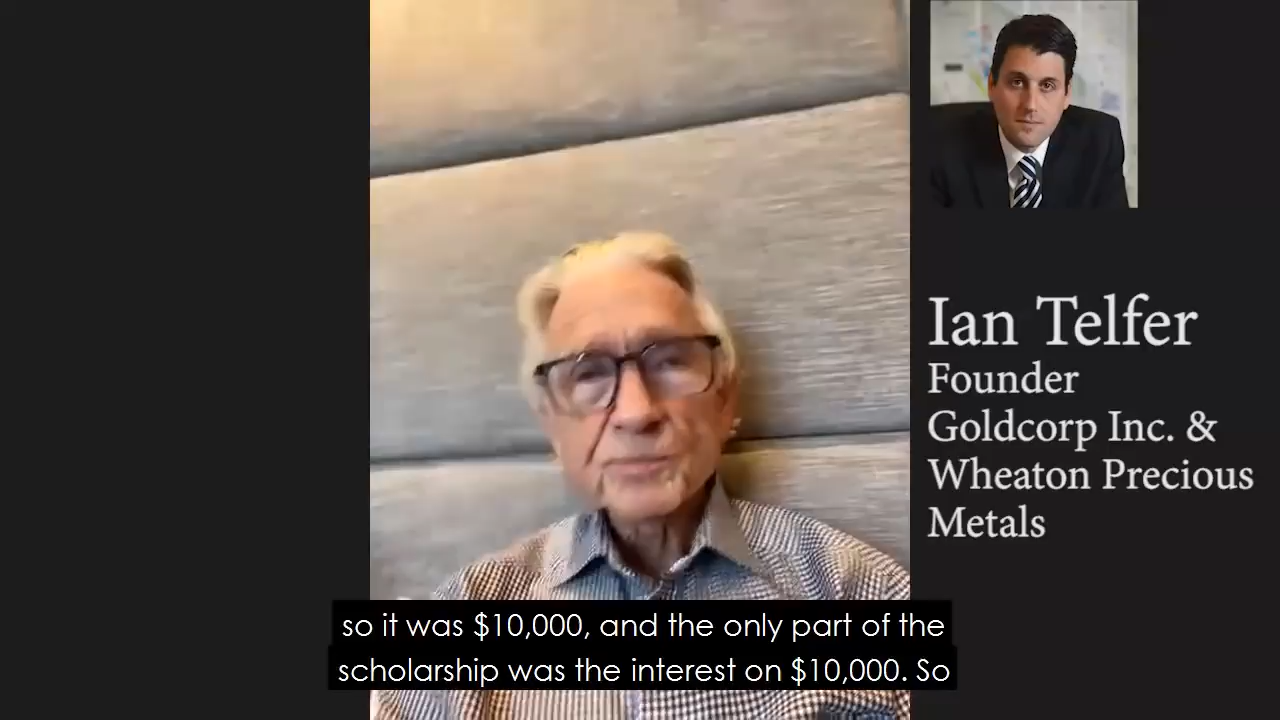 Ian Telfer
Founder
Goldcorp Inc. &
Wheaton Precious
Metals
so it was $10,000, and the only part of the
scholarship was the interest on $10,000. So